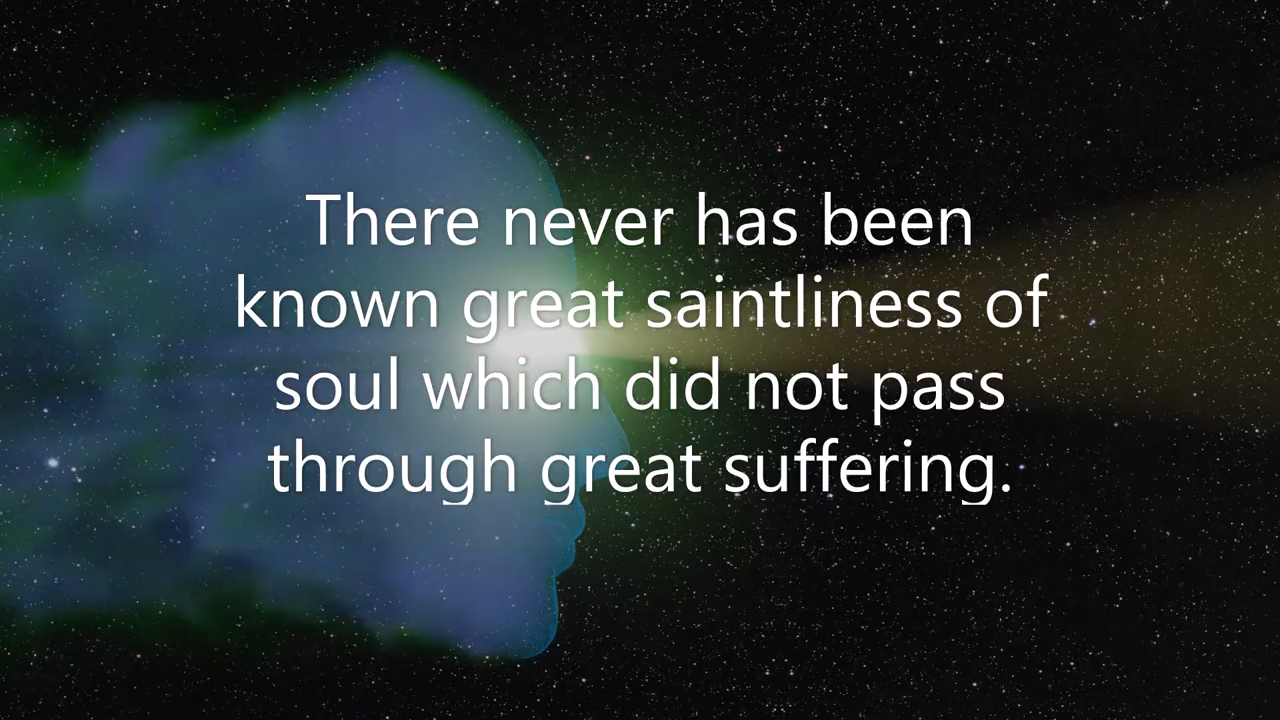 There never has been
known great saintliness of
soul which did not pass
through great suffering.